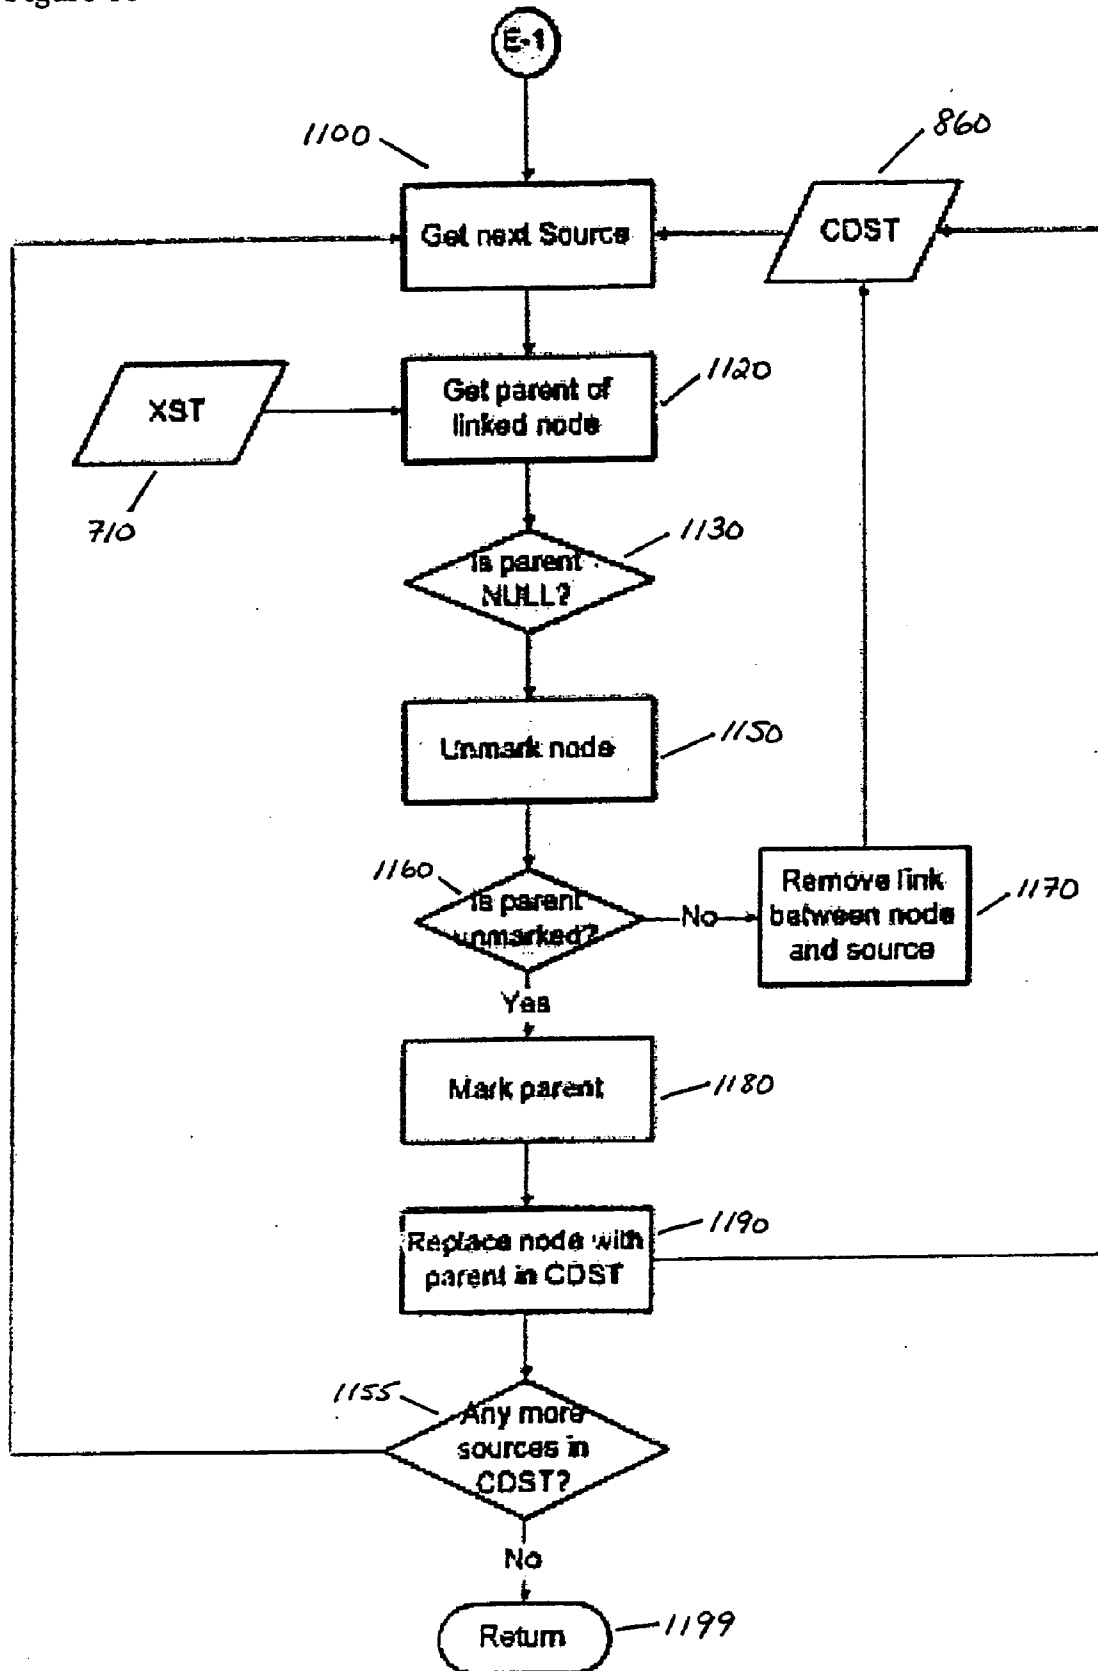 E-1
1100
860
Get next Source
CDST
XST
Get parent of
linked node
1120
710
1130
Is parent
NULL?
Unmark node
1150
1160
Is parent
unmarked?
No
Remove link
between node
and source
1170
Yes
Mark parent
1180
Replace node with
parent in CDST
1190
1155
Any more
sources in
CDST?
No
Return
1199